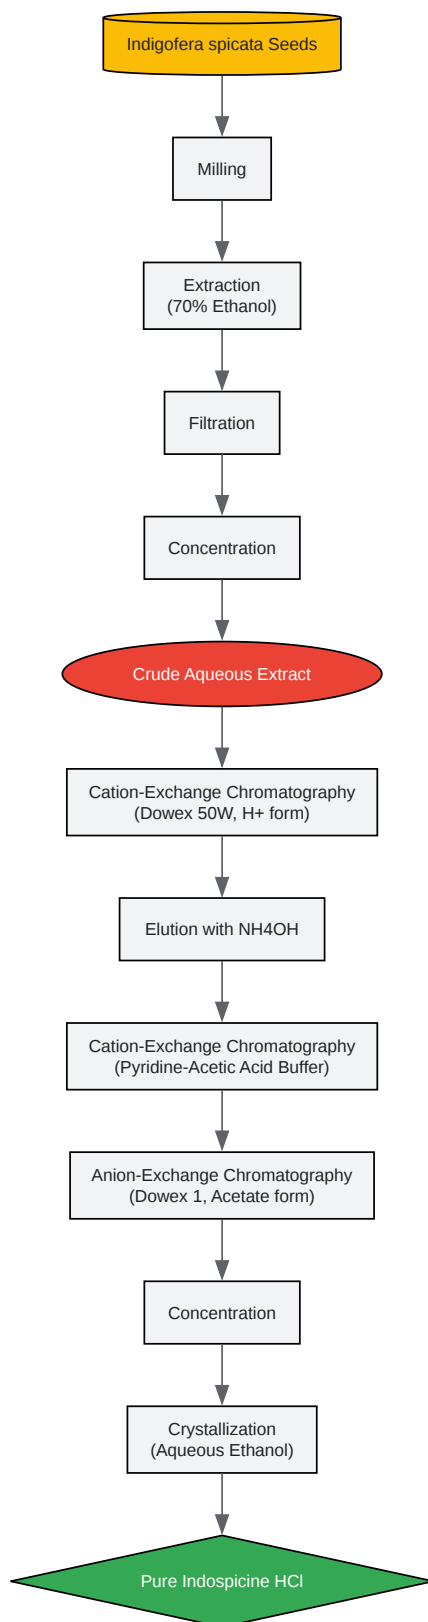 Indigofera spicata Seeds
Milling
Extraction
(70% Ethanol)
Filtration
Concentration
Crude Aqueous Extract
Cation-Exchange Chromatography
(Dowex 50W, H+ form)
Elution with NH4OH
Cation-Exchange Chromatography
(Pyridine-Acetic Acid Buffer)
Anion-Exchange Chromatography
(Dowex 1, Acetate form)
Concentration
Crystallization
(Aqueous Ethanol)
Pure Indospicine HCl